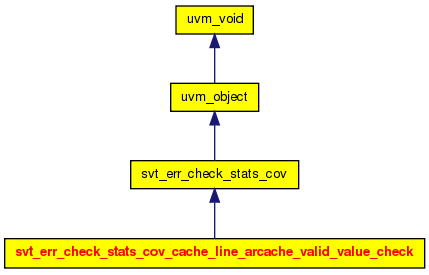 uvm_void
uvm_object
svt_err_check_stats_cov
svt_err_check_stats_cov_cache_line_arcache_valid_value_check